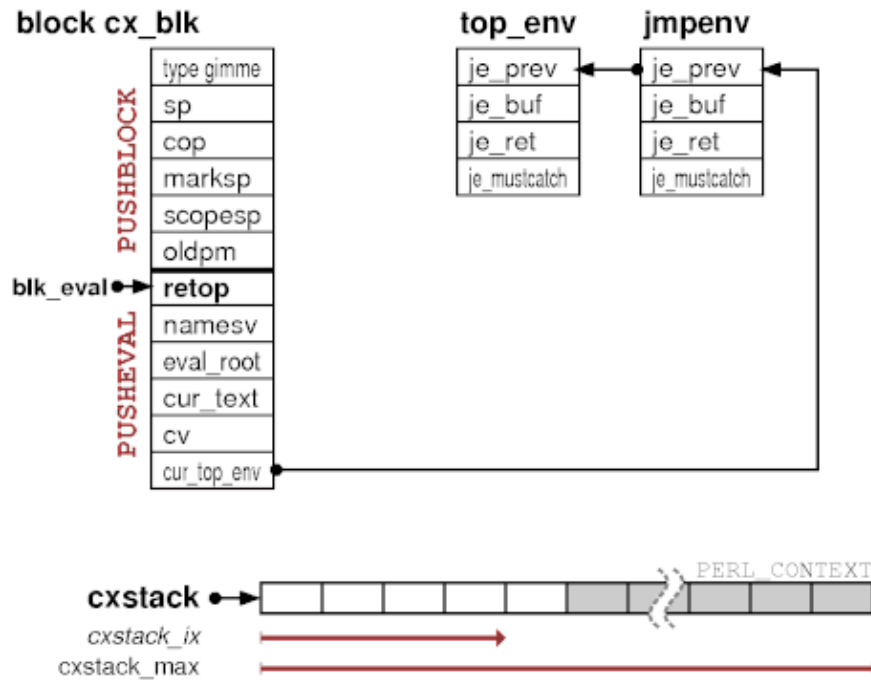 block cx_blk
top_env
jmpenv
type gimme
sp
cop
marksp
scopesp
oldpm
PUSHBLOCK
blk_eval
retop
namesv
eval_root
cur_text
cv
cur_top_env
PUSHEVAL
je_prev
je_buf
je_ret
je_mustcatch
je_prev
je_buf
je_ret
je_mustcatch
PERL_CONTEXT
cxstack
cxstack_ix
cxstack_max